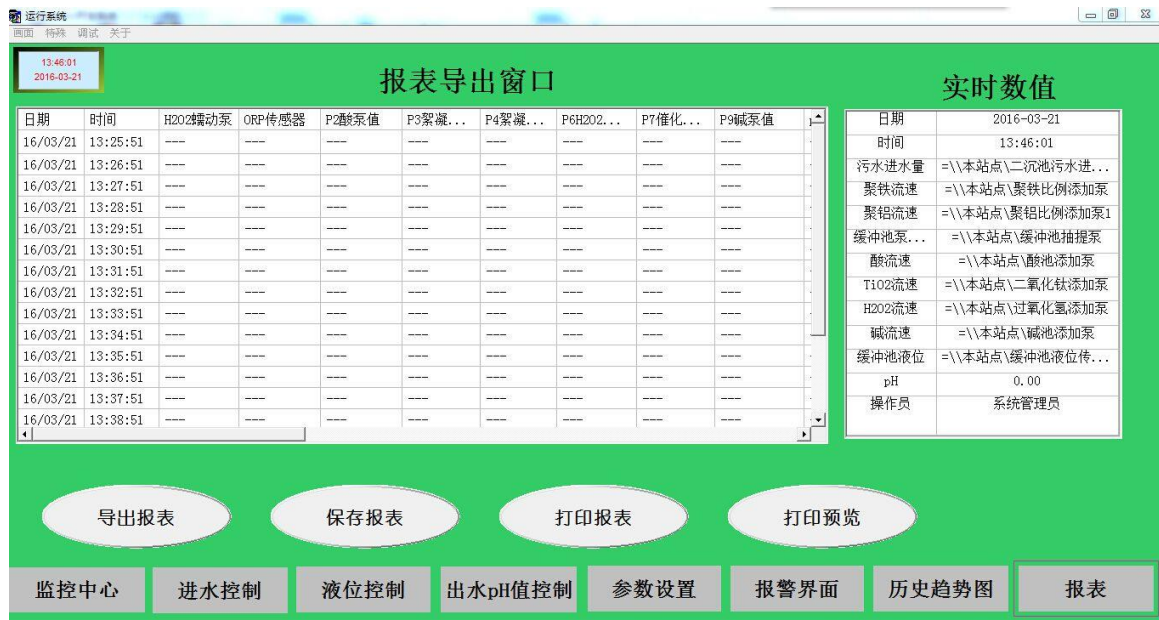 运行系统
画面 特殊 调试 关于
13:46:01
2016-03-21
报表导出窗口
实时数值
日期 时间 H2O2蠕动泵 ORP传感器 P2酸泵值 P3絮凝... P4絮凝... P6H2O2... P7催化... P9碱泵值
16/03/21 13:25:51 --- --- --- --- --- --- --- ---
16/03/21 13:26:51 --- --- --- --- --- --- --- ---
16/03/21 13:27:51 --- --- --- --- --- --- --- ---
16/03/21 13:28:51 --- --- --- --- --- --- --- ---
16/03/21 13:29:51 --- --- --- --- --- --- --- ---
16/03/21 13:30:51 --- --- --- --- --- --- --- ---
16/03/21 13:31:51 --- --- --- --- --- --- --- ---
16/03/21 13:32:51 --- --- --- --- --- --- --- ---
16/03/21 13:33:51 --- --- --- --- --- --- --- ---
16/03/21 13:34:51 --- --- --- --- --- --- --- ---
16/03/21 13:35:51 --- --- --- --- --- --- --- ---
16/03/21 13:36:51 --- --- --- --- --- --- --- ---
16/03/21 13:37:51 --- --- --- --- --- --- --- ---
16/03/21 13:38:51 --- --- --- --- --- --- --- ---
日期 2016-03-21
时间 13:46:01
污水进水量 =\\本站点\二沉池污水进...
聚铁流速 =\\本站点\聚铁比例添加泵
聚铝流速 =\\本站点\聚铝比例添加泵1
缓冲池泵... =\\本站点\缓冲池抽提泵
酸流速 =\\本站点\酸池添加泵
TiO2流速 =\\本站点\二氧化钛添加泵
H2O2流速 =\\本站点\过氧化氢添加泵
碱流速 =\\本站点\碱池添加泵
缓冲池液位 =\\本站点\缓冲池液位传...
pH 0.00
操作员 系统管理员
导出报表 保存报表 打印报表 打印预览
监控中心 进水控制 液位控制 出水pH值控制 参数设置 报警界面 历史趋势图 报表